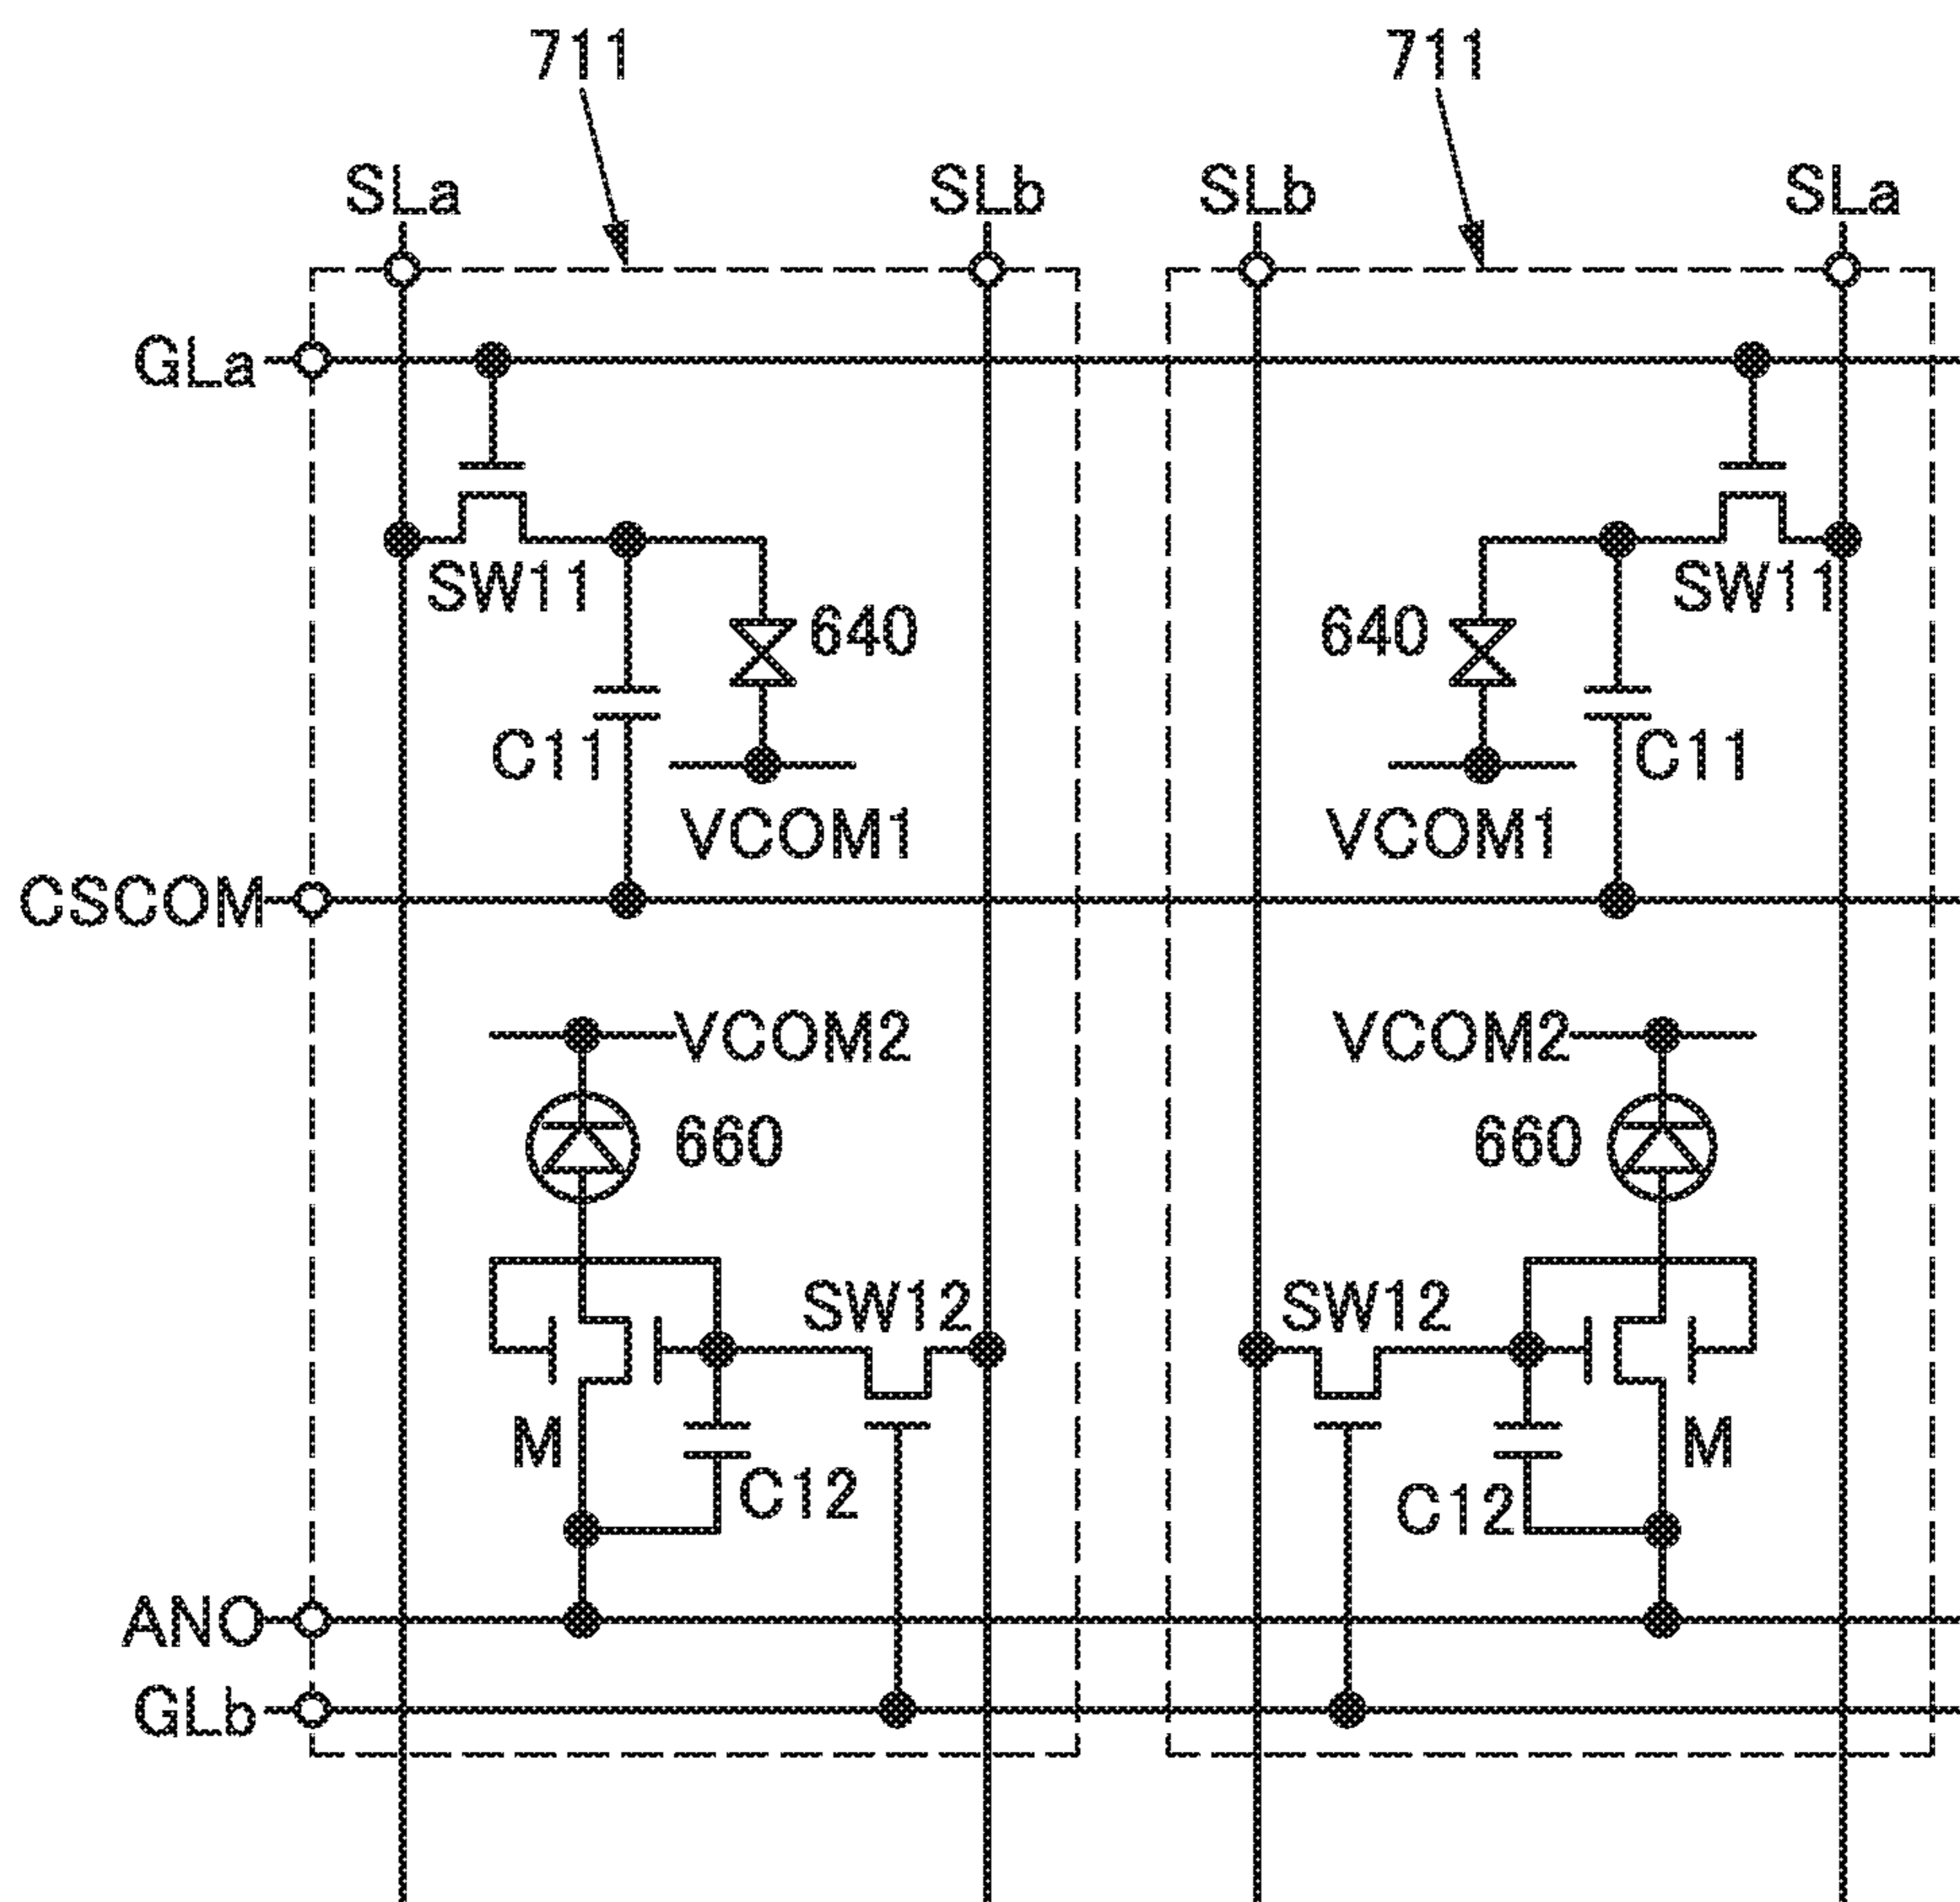 711 711
SLa SLb SLb SLa
GLa
SW11 SW11
640 640
C11 C11
VCOM1 VCOM1
CSCOM
VCOM2 VCOM2
660 660
SW12 SW12
M M
C12 C12
ANO
GLb